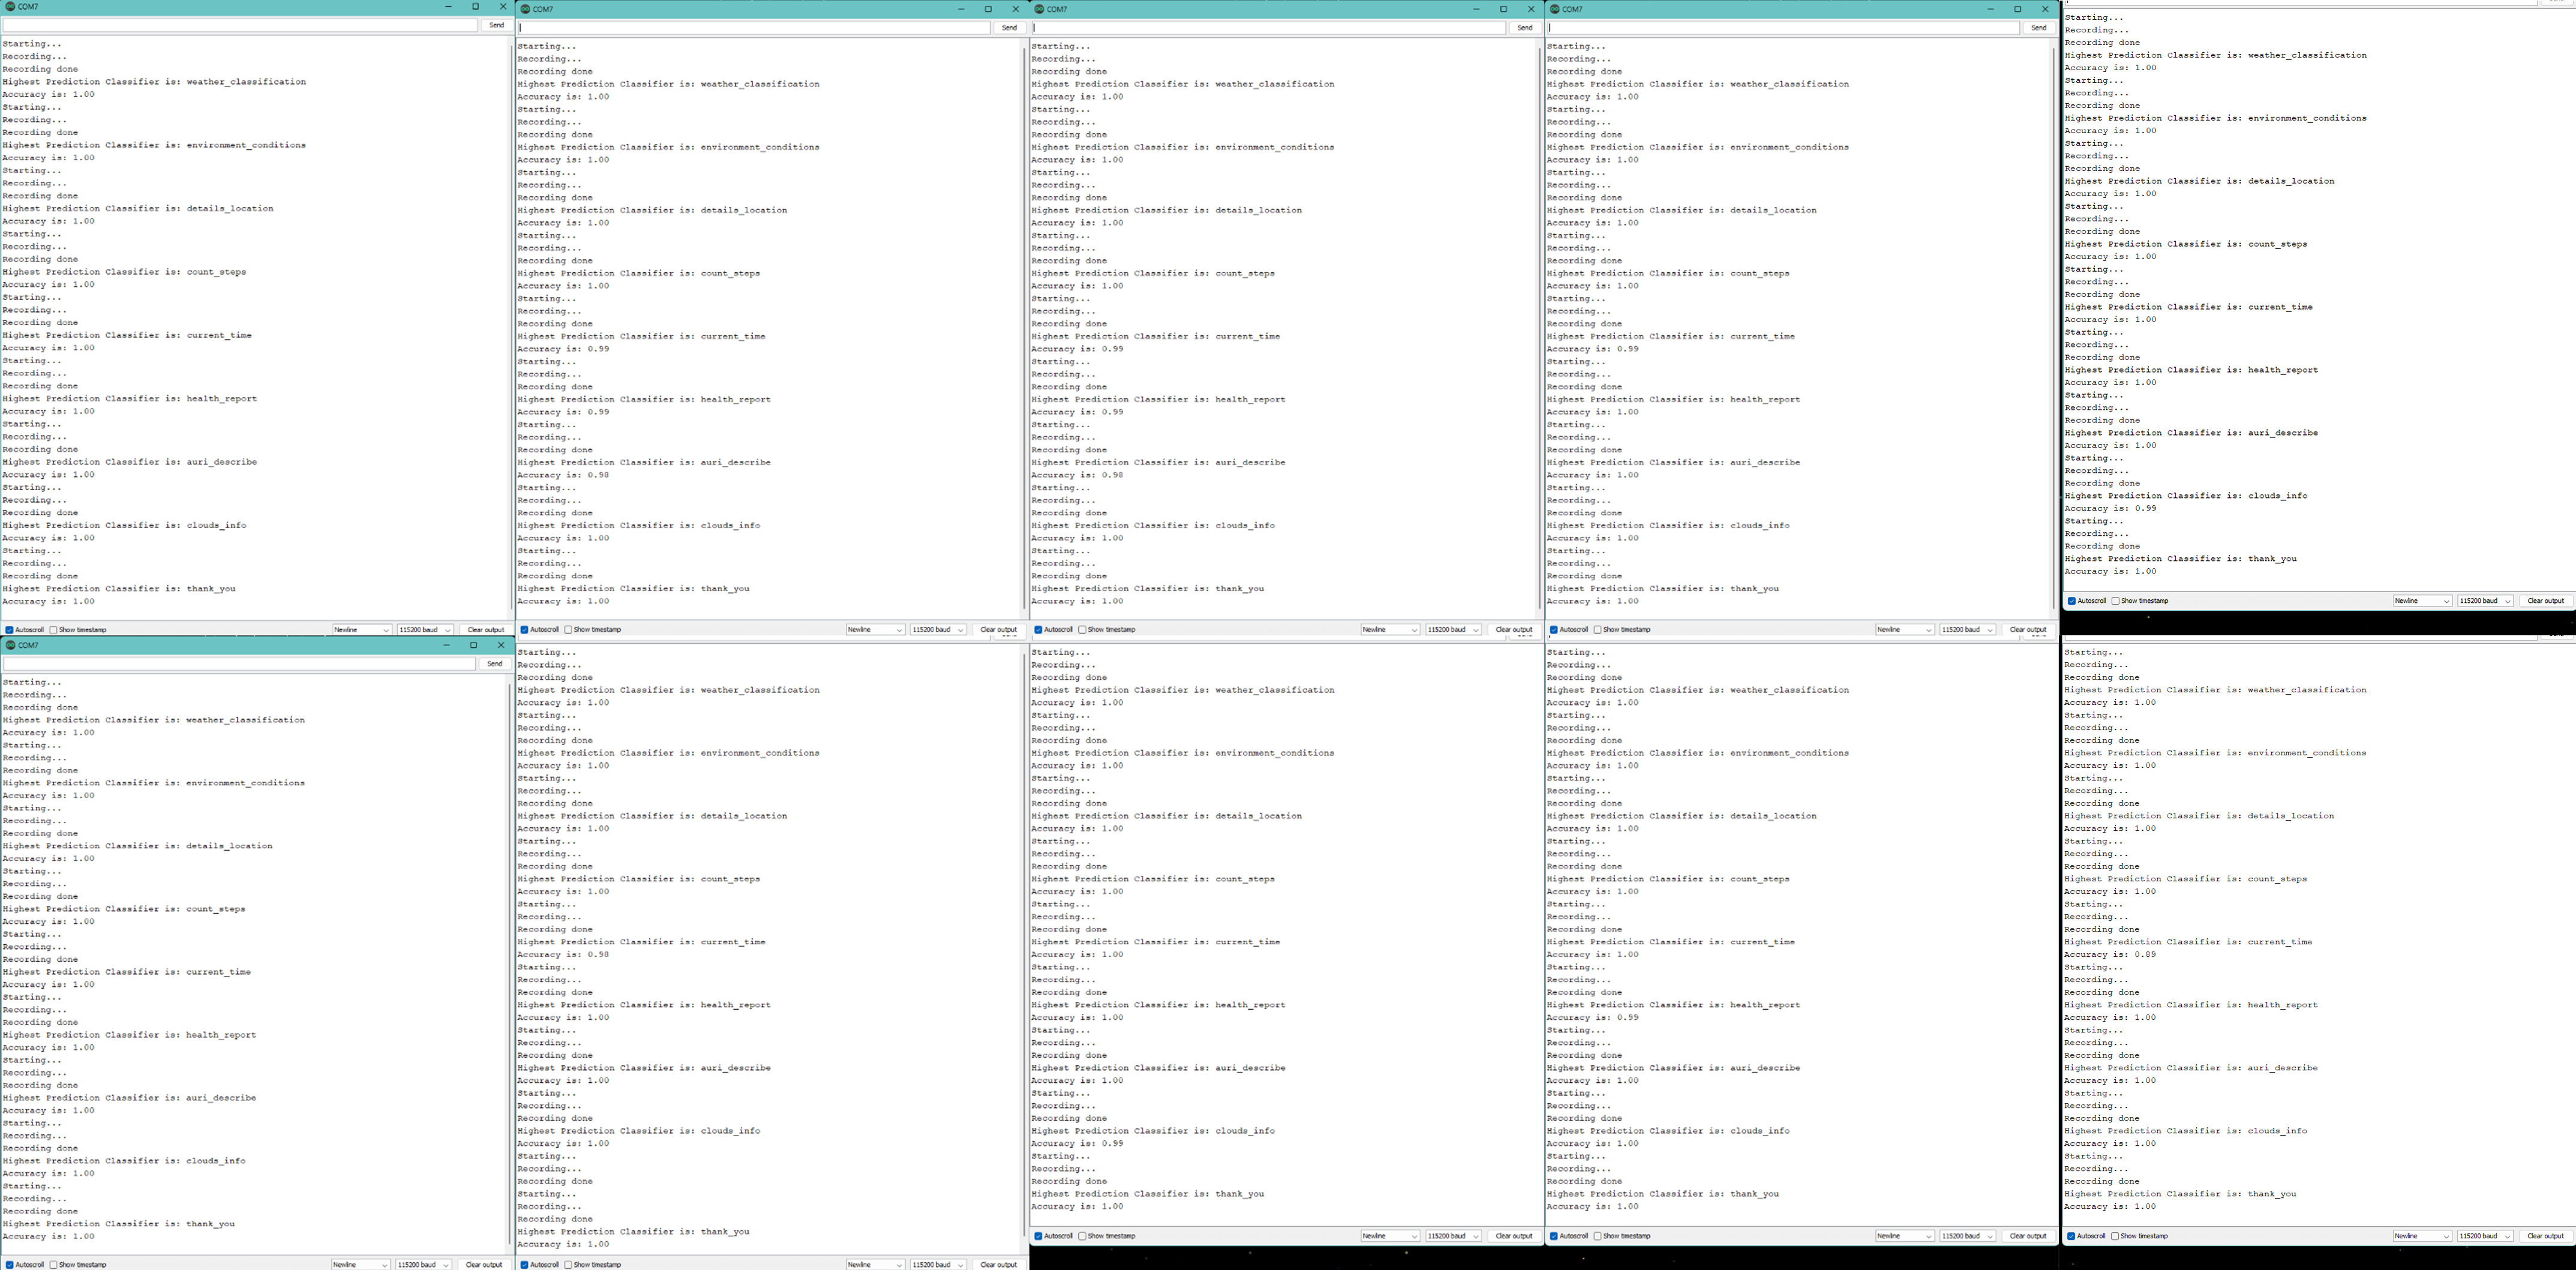 COM7
Send
Starting...
Recording...
Recording done
Highest Prediction Classifier is: weather_classification
Accuracy is: 1.00
Starting...
Recording...
Recording done
Highest Prediction Classifier is: environment_conditions
Accuracy is: 1.00
Starting...
Recording...
Recording done
Highest Prediction Classifier is: details_location
Accuracy is: 1.00
Starting...
Recording...
Recording done
Highest Prediction Classifier is: count_steps
Accuracy is: 1.00
Starting...
Recording...
Recording done
Highest Prediction Classifier is: current_time
Accuracy is: 1.00
Starting...
Recording...
Recording done
Highest Prediction Classifier is: health_report
Accuracy is: 1.00
Starting...
Recording...
Recording done
Highest Prediction Classifier is: auri_describe
Accuracy is: 1.00
Starting...
Recording...
Recording done
Highest Prediction Classifier is: clouds_info
Accuracy is: 1.00
Starting...
Recording...
Recording done
Highest Prediction Classifier is: thank_you
Accuracy is: 1.00
Autoscroll Show timestamp Newline 115200 baud Clear output
COM7
Send
Starting...
Recording...
Recording done
Highest Prediction Classifier is: weather_classification
Accuracy is: 1.00
Starting...
Recording...
Recording done
Highest Prediction Classifier is: environment_conditions
Accuracy is: 1.00
Starting...
Recording...
Recording done
Highest Prediction Classifier is: details_location
Accuracy is: 1.00
Starting...
Recording...
Recording done
Highest Prediction Classifier is: count_steps
Accuracy is: 1.00
Starting...
Recording...
Recording done
Highest Prediction Classifier is: current_time
Accuracy is: 0.99
Starting...
Recording...
Recording done
Highest Prediction Classifier is: health_report
Accuracy is: 0.99
Starting...
Recording...
Recording done
Highest Prediction Classifier is: auri_describe
Accuracy is: 0.98
Starting...
Recording...
Recording done
Highest Prediction Classifier is: clouds_info
Accuracy is: 1.00
Starting...
Recording...
Recording done
Highest Prediction Classifier is: thank_you
Accuracy is: 1.00
Autoscroll Show timestamp Newline 115200 baud Clear output
COM7
Send
Starting...
Recording...
Recording done
Highest Prediction Classifier is: weather_classification
Accuracy is: 1.00
Starting...
Recording...
Recording done
Highest Prediction Classifier is: environment_conditions
Accuracy is: 1.00
Starting...
Recording...
Recording done
Highest Prediction Classifier is: details_location
Accuracy is: 1.00
Starting...
Recording...
Recording done
Highest Prediction Classifier is: count_steps
Accuracy is: 1.00
Starting...
Recording...
Recording done
Highest Prediction Classifier is: current_time
Accuracy is: 0.99
Starting...
Recording...
Recording done
Highest Prediction Classifier is: health_report
Accuracy is: 0.99
Starting...
Recording...
Recording done
Highest Prediction Classifier is: auri_describe
Accuracy is: 0.98
Starting...
Recording...
Recording done
Highest Prediction Classifier is: clouds_info
Accuracy is: 1.00
Starting...
Recording...
Recording done
Highest Prediction Classifier is: thank_you
Accuracy is: 1.00
Autoscroll Show timestamp Newline 115200 baud Clear output
COM7
Send
Starting...
Recording...
Recording done
Highest Prediction Classifier is: weather_classification
Accuracy is: 1.00
Starting...
Recording...
Recording done
Highest Prediction Classifier is: environment_conditions
Accuracy is: 1.00
Starting...
Recording...
Recording done
Highest Prediction Classifier is: details_location
Accuracy is: 1.00
Starting...
Recording...
Recording done
Highest Prediction Classifier is: count_steps
Accuracy is: 1.00
Starting...
Recording...
Recording done
Highest Prediction Classifier is: current_time
Accuracy is: 0.99
Starting...
Recording...
Recording done
Highest Prediction Classifier is: health_report
Accuracy is: 1.00
Starting...
Recording...
Recording done
Highest Prediction Classifier is: auri_describe
Accuracy is: 1.00
Starting...
Recording...
Recording done
Highest Prediction Classifier is: clouds_info
Accuracy is: 1.00
Starting...
Recording...
Recording done
Highest Prediction Classifier is: thank_you
Accuracy is: 1.00
Autoscroll Show timestamp Newline 115200 baud Clear output
Starting...
Recording...
Recording done
Highest Prediction Classifier is: weather_classification
Accuracy is: 1.00
Starting...
Recording...
Recording done
Highest Prediction Classifier is: environment_conditions
Accuracy is: 1.00
Starting...
Recording...
Recording done
Highest Prediction Classifier is: details_location
Accuracy is: 1.00
Starting...
Recording...
Recording done
Highest Prediction Classifier is: count_steps
Accuracy is: 1.00
Starting...
Recording...
Recording done
Highest Prediction Classifier is: current_time
Accuracy is: 1.00
Starting...
Recording...
Recording done
Highest Prediction Classifier is: health_report
Accuracy is: 1.00
Starting...
Recording...
Recording done
Highest Prediction Classifier is: auri_describe
Accuracy is: 1.00
Starting...
Recording...
Recording done
Highest Prediction Classifier is: clouds_info
Accuracy is: 0.99
Starting...
Recording...
Recording done
Highest Prediction Classifier is: thank_you
Accuracy is: 1.00
Autoscroll Show timestamp Newline 115200 baud Clear output
COM7
Send
Starting...
Recording...
Recording done
Highest Prediction Classifier is: weather_classification
Accuracy is: 1.00
Starting...
Recording...
Recording done
Highest Prediction Classifier is: environment_conditions
Accuracy is: 1.00
Starting...
Recording...
Recording done
Highest Prediction Classifier is: details_location
Accuracy is: 1.00
Starting...
Recording...
Recording done
Highest Prediction Classifier is: count_steps
Accuracy is: 1.00
Starting...
Recording...
Recording done
Highest Prediction Classifier is: current_time
Accuracy is: 1.00
Starting...
Recording...
Recording done
Highest Prediction Classifier is: health_report
Accuracy is: 1.00
Starting...
Recording...
Recording done
Highest Prediction Classifier is: auri_describe
Accuracy is: 1.00
Starting...
Recording...
Recording done
Highest Prediction Classifier is: clouds_info
Accuracy is: 1.00
Starting...
Recording...
Recording done
Highest Prediction Classifier is: thank_you
Accuracy is: 1.00
Autoscroll Show timestamp Newline 115200 baud Clear output
Starting...
Recording...
Recording done
Highest Prediction Classifier is: weather_classification
Accuracy is: 1.00
Starting...
Recording...
Recording done
Highest Prediction Classifier is: environment_conditions
Accuracy is: 1.00
Starting...
Recording...
Recording done
Highest Prediction Classifier is: details_location
Accuracy is: 1.00
Starting...
Recording...
Recording done
Highest Prediction Classifier is: count_steps
Accuracy is: 1.00
Starting...
Recording...
Recording done
Highest Prediction Classifier is: current_time
Accuracy is: 0.98
Starting...
Recording...
Recording done
Highest Prediction Classifier is: health_report
Accuracy is: 1.00
Starting...
Recording...
Recording done
Highest Prediction Classifier is: auri_describe
Accuracy is: 1.00
Starting...
Recording...
Recording done
Highest Prediction Classifier is: clouds_info
Accuracy is: 1.00
Starting...
Recording...
Recording done
Starting...
Recording...
Recording done
Highest Prediction Classifier is: thank_you
Accuracy is: 1.00
Autoscroll Show timestamp Newline 115200 baud Clear output
Starting...
Recording...
Recording done
Highest Prediction Classifier is: weather_classification
Accuracy is: 1.00
Starting...
Recording...
Recording done
Highest Prediction Classifier is: environment_conditions
Accuracy is: 1.00
Starting...
Recording...
Recording done
Highest Prediction Classifier is: details_location
Accuracy is: 1.00
Starting...
Recording...
Recording done
Highest Prediction Classifier is: count_steps
Accuracy is: 1.00
Starting...
Recording...
Recording done
Highest Prediction Classifier is: current_time
Accuracy is: 1.00
Starting...
Recording...
Recording done
Highest Prediction Classifier is: health_report
Accuracy is: 1.00
Starting...
Recording...
Recording done
Highest Prediction Classifier is: auri_describe
Accuracy is: 1.00
Starting...
Recording...
Recording done
Highest Prediction Classifier is: clouds_info
Accuracy is: 0.99
Starting...
Recording...
Recording done
Highest Prediction Classifier is: thank_you
Accuracy is: 1.00
Autoscroll Show timestamp Newline 115200 baud Clear output
Starting...
Recording...
Recording done
Highest Prediction Classifier is: weather_classification
Accuracy is: 1.00
Starting...
Recording...
Recording done
Highest Prediction Classifier is: environment_conditions
Accuracy is: 1.00
Starting...
Recording...
Recording done
Highest Prediction Classifier is: details_location
Accuracy is: 1.00
Starting...
Recording...
Recording done
Highest Prediction Classifier is: count_steps
Accuracy is: 1.00
Starting...
Recording...
Recording done
Highest Prediction Classifier is: current_time
Accuracy is: 1.00
Starting...
Recording...
Recording done
Highest Prediction Classifier is: health_report
Accuracy is: 0.99
Starting...
Recording...
Recording done
Highest Prediction Classifier is: auri_describe
Accuracy is: 1.00
Starting...
Recording...
Recording done
Highest Prediction Classifier is: clouds_info
Accuracy is: 1.00
Starting...
Recording...
Recording done
Highest Prediction Classifier is: thank_you
Accuracy is: 1.00
Autoscroll Show timestamp Newline 115200 baud Clear output
Starting...
Recording...
Recording done
Highest Prediction Classifier is: weather_classification
Accuracy is: 1.00
Starting...
Recording...
Recording done
Highest Prediction Classifier is: environment_conditions
Accuracy is: 1.00
Starting...
Recording...
Recording done
Highest Prediction Classifier is: details_location
Accuracy is: 1.00
Starting...
Recording...
Recording done
Highest Prediction Classifier is: count_steps
Accuracy is: 1.00
Starting...
Recording...
Recording done
Highest Prediction Classifier is: current_time
Accuracy is: 0.89
Starting...
Recording...
Recording done
Highest Prediction Classifier is: health_report
Accuracy is: 1.00
Starting...
Recording...
Recording done
Highest Prediction Classifier is: auri_describe
Accuracy is: 1.00
Starting...
Recording...
Recording done
Highest Prediction Classifier is: clouds_info
Accuracy is: 1.00
Starting...
Recording...
Recording done
Highest Prediction Classifier is: thank_you
Accuracy is: 1.00
Autoscroll Show timestamp Newline 115200 baud Clear output